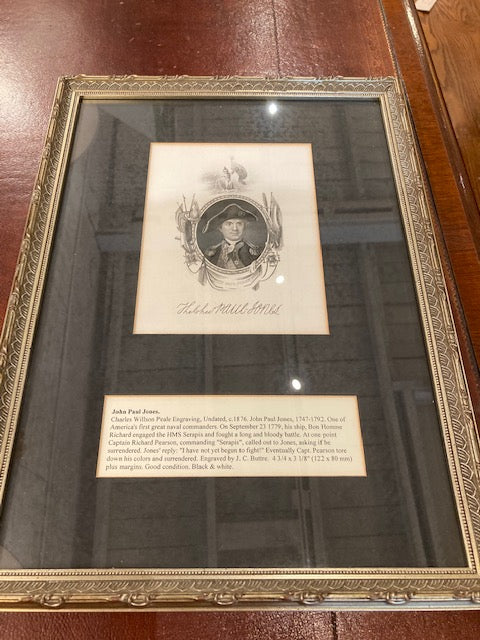 Paul Jones
John Paul Jones.
Charles Willson Peale Engraving, Undated, c.1876. John Paul Jones, 1747-1792. One of
America's first great naval commanders. On September 23 1779, his ship, Bon Homme
Richard engaged the HMS Serapis and fought a long and bloody battle. At one point
Captain Richard Pearson, commanding "Serapis", called out to Jones, asking if he
surrendered. Jones' reply: "I have not yet begun to fight!" Eventually Capt. Pearson tore
down his colors and surrendered. Engraved by J. C. Buttre. 4 3/4 x 3 1/8" (122 x 80 mm)
plus margins. Good condition. Black & white.